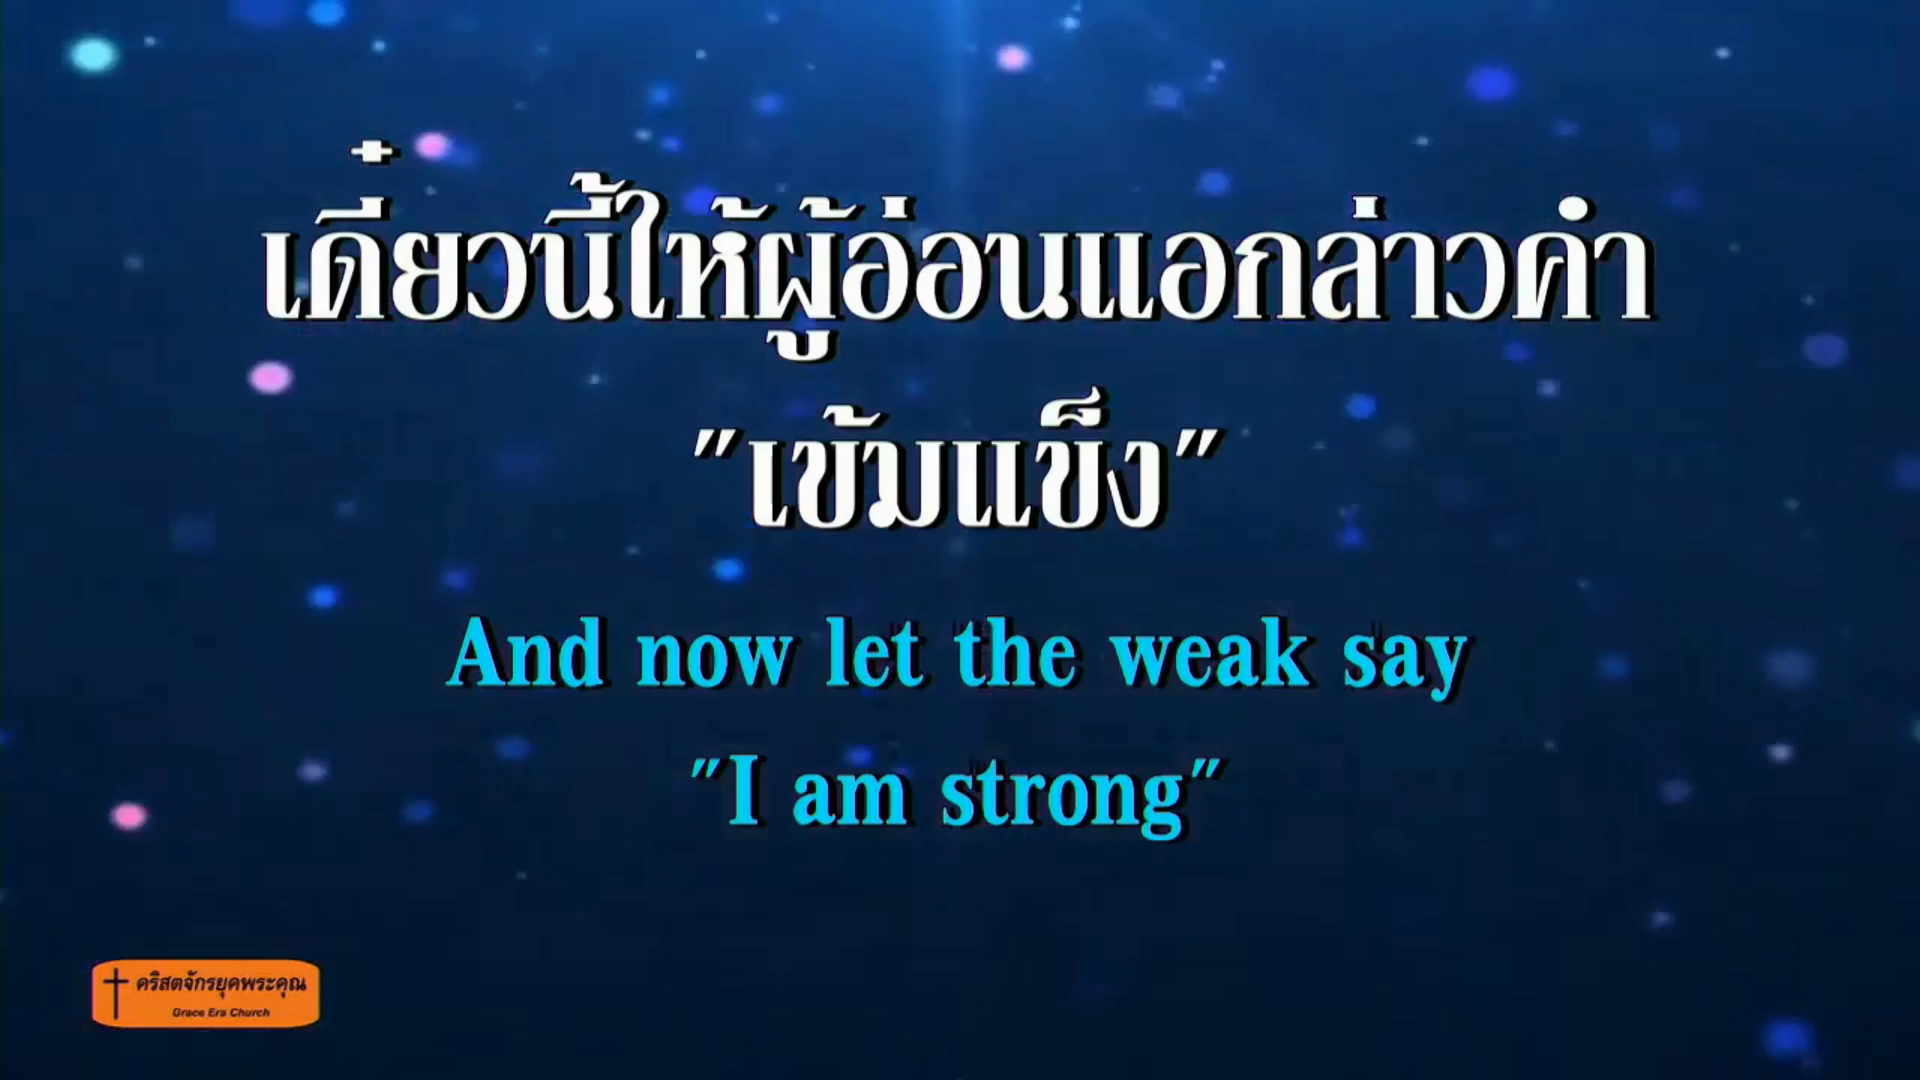 เดี๋ยวนี้ให้ผู้อ่อนแอกล่าวคำ
"เข้มแข็ง"
And now let the weak say
"I am strong"
คริสตจักรยุคพระคุณ
Grace Era Church